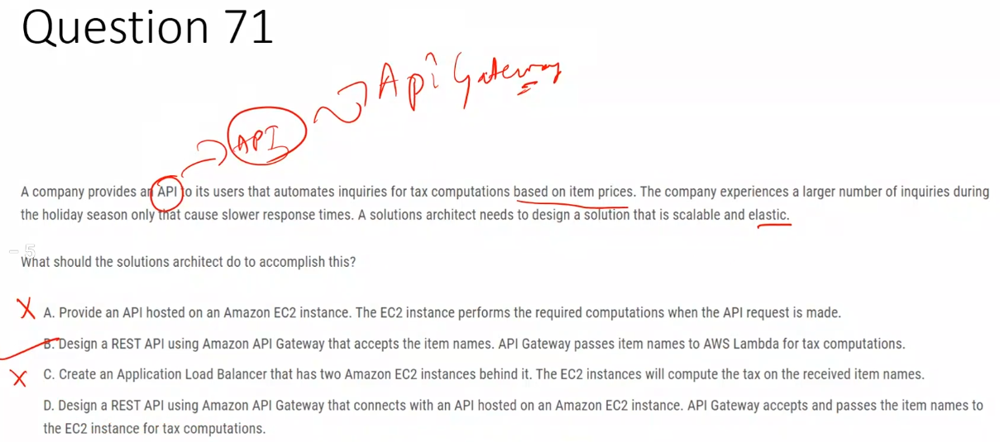 Question 71
Api Gateway
API
A company provides an API to its users that automates inquiries for tax computations based on item prices. The company experiences a larger number of inquiries during
the holiday season only that cause slower response times. A solutions architect needs to design a solution that is scalable and elastic.
- 5
What should the solutions architect do to accomplish this?
X A. Provide an API hosted on an Amazon EC2 instance. The EC2 instance performs the required computations when the API request is made.
B. Design a REST API using Amazon API Gateway that accepts the item names. API Gateway passes item names to AWS Lambda for tax computations.
X C. Create an Application Load Balancer that has two Amazon EC2 instances behind it. The EC2 instances will compute the tax on the received item names.
D. Design a REST API using Amazon API Gateway that connects with an API hosted on an Amazon EC2 instance. API Gateway accepts and passes the item names to
the EC2 instance for tax computations.